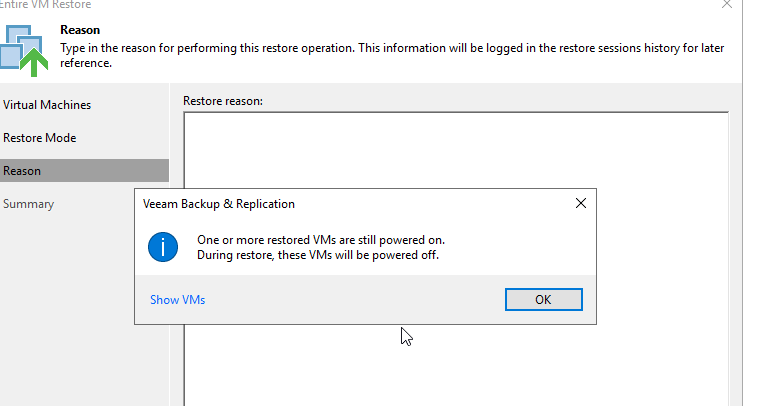 Entire VM Restore
Reason
Type in the reason for performing this restore operation. This information will be logged in the restore sessions history for later
reference.
Virtual Machines
Restore Mode
Reason
Summary
Restore reason:
Veeam Backup & Replication
One or more restored VMs are still powered on.
During restore, these VMs will be powered off.
Show VMs
OK